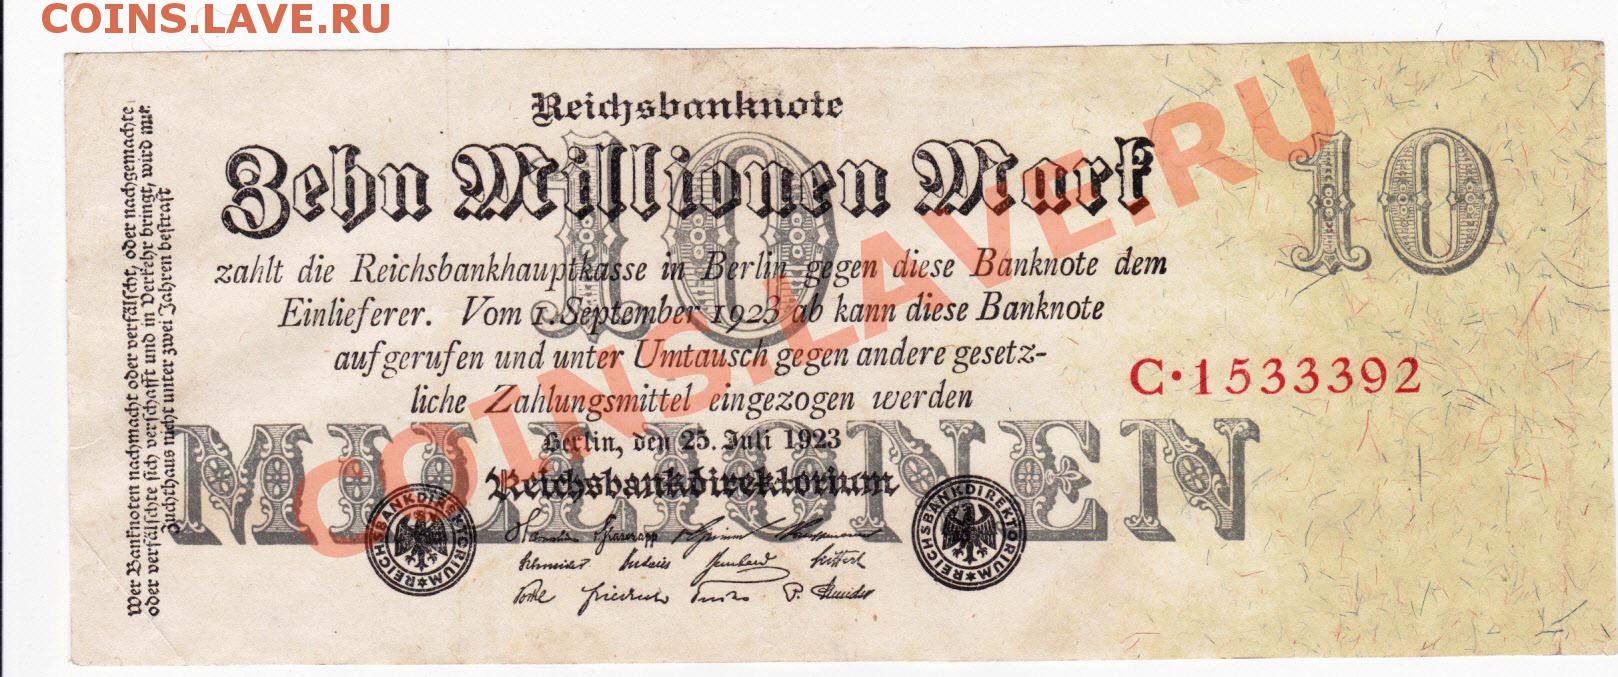 COINS.LAVE.RU
Reichsbanknote
10
Zehn Millionen Mark
10
zahlt die Reichsbankhauptkasse in Berlin gegen diese Banknote dem
Einlieferer. Vom 1. September 1923 ab kann diese Banknote
aufgerufen und unter Umtausch gegen andere gesetz-
liche Zahlungsmittel eingezogen werden
C·1533392
MILLIONEN
Berlin, den 25. Juli 1923
Reichsbankdirektorium
REICHSBANKDIREKTORIUM
REICHSBANKDIREKTORIUM
Wer Banknoten nachmacht oder verfälscht, oder nachgemachte
oder verfälschte sich verschafft und in Verkehr bringt, wird mit
Zuchthaus nicht unter zwei Jahren bestraft
COINS.LAVE.RU